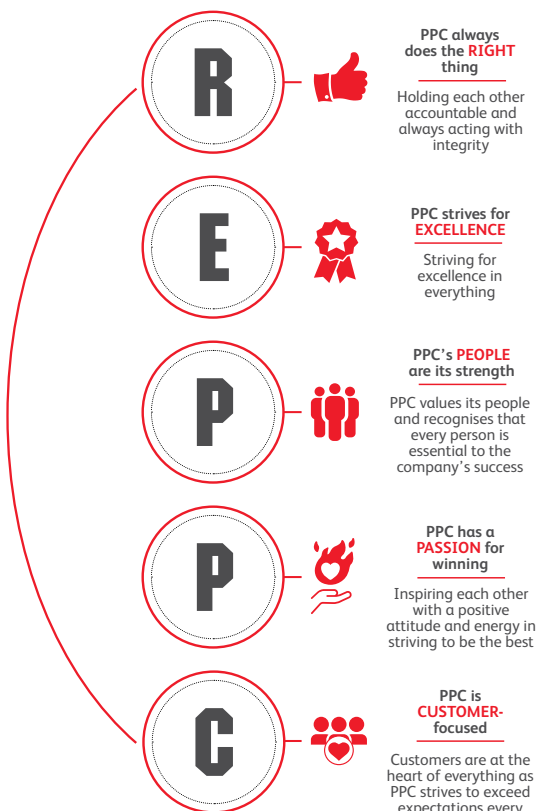 R
PPC always
does the RIGHT
thing
Holding each other
accountable and
always acting with
integrity
E
PPC strives for
EXCELLENCE
Striving for
excellence in
everything
P
PPC's PEOPLE
are its strength
PPC values its people
and recognises that
every person is
essential to the
company's success
P
PPC has a
PASSION for
winning
Inspiring each other
with a positive
attitude and energy in
striving to be the best
C
PPC is
CUSTOMER-
focused
Customers are at the
heart of everything as
PPC strives to exceed
expectations every